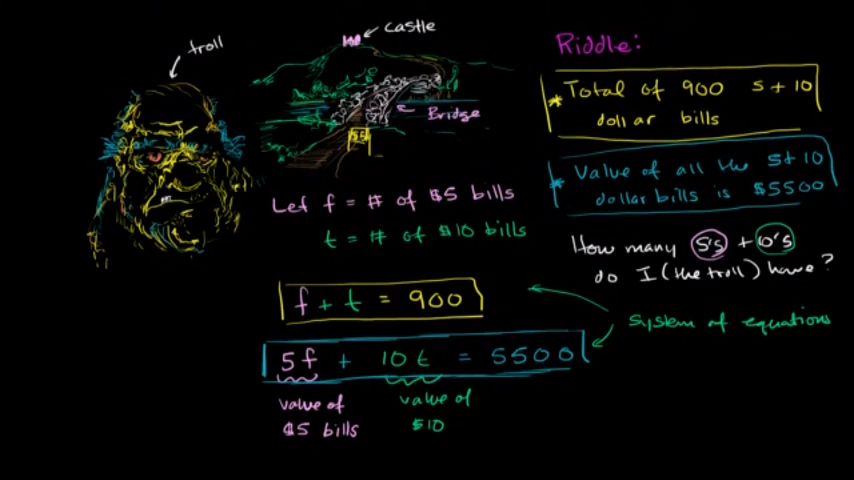 troll
castle
Bridge
Riddle:
* Total of 900 5 + 10
dollar bills
* Value of all the 5+10
dollar bills is $5500
How many 5's + 10's
do I (the troll) have?
Let f = # of $5 bills
t = # of $10 bills
f + t = 900
5f + 10t = 5500
system of equations
value of
$5 bills
value of
$10